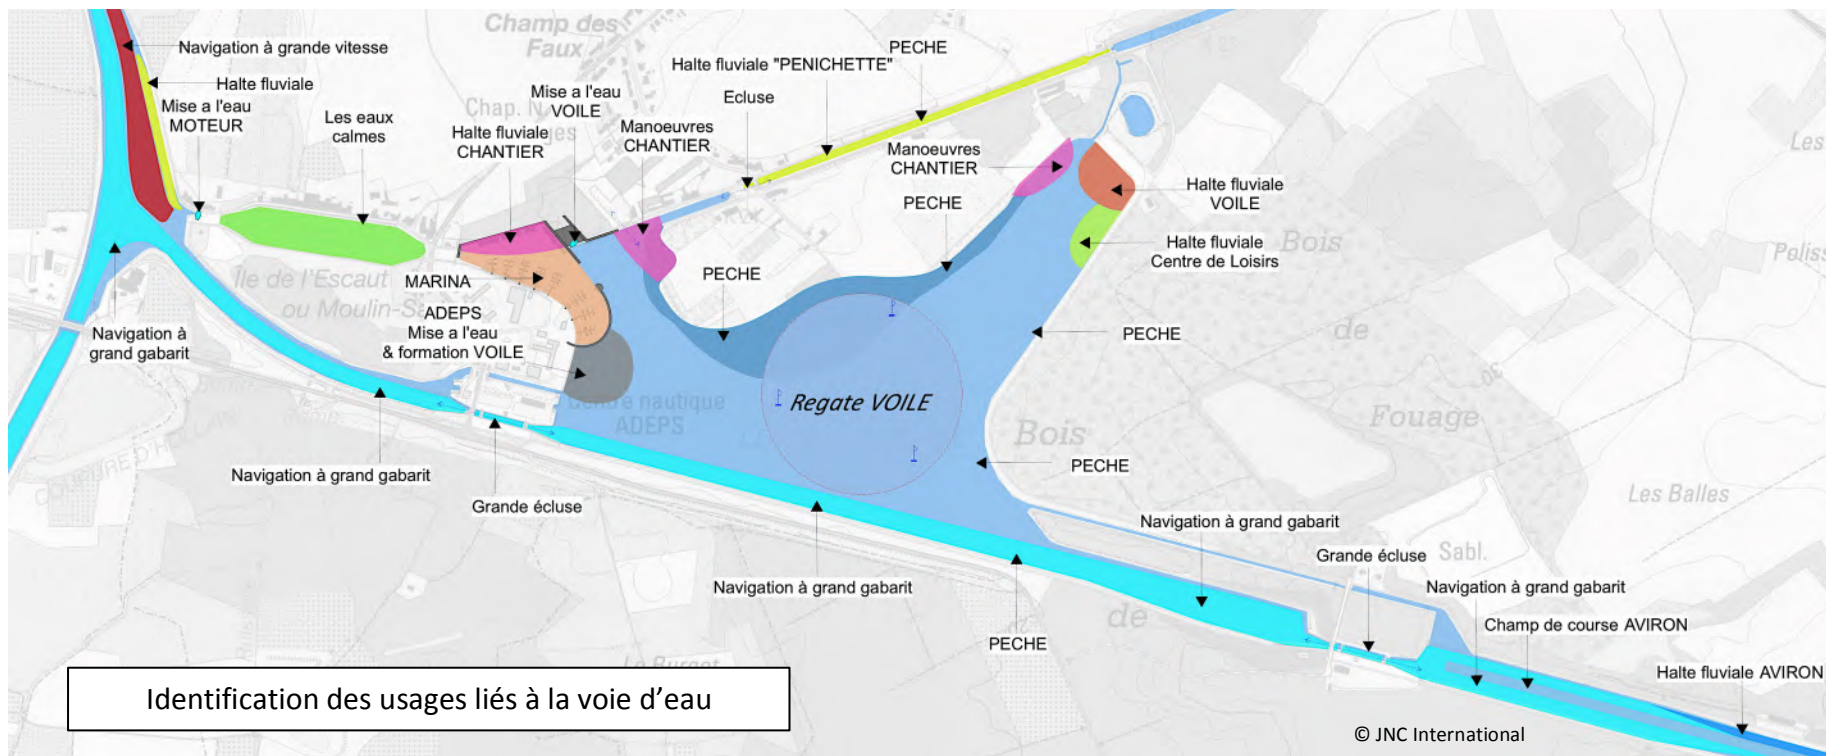 Champ des
Faux
PECHE
Navigation à grande vitesse
Halte fluviale "PENICHETTE"
Halte fluviale
Mise a l'eau
VOILE
Ecluse
Mise a l'eau
MOTEUR
Chap. N.
Les eaux
calmes
Halte fluviale
CHANTIER
Manoeuvres
CHANTIER
Manoeuvres
CHANTIER
Les
Halte fluviale
VOILE
PECHE
Halte fluviale
Centre de Loisirs
Bois
PECHE
Île de l'Escaut
ou Moulin-S
MARINA
ADEPS
Mise a l'eau
& formation VOILE
Navigation à
grand gabarit
PECHE
de
30
Regate VOILE
Centre nautique
ADEPS
Fouage
Bois
PECHE
Navigation à grand gabarit
Grande écluse
Les Balles
Navigation à grand gabarit
Grande écluse
Sabl.
Navigation à grand gabarit
Navigation à grand gabarit
de
Champ de course AVIRON
PECHE
Halte fluviale AVIRON
Identification des usages liés à la voie d'eau
© JNC International